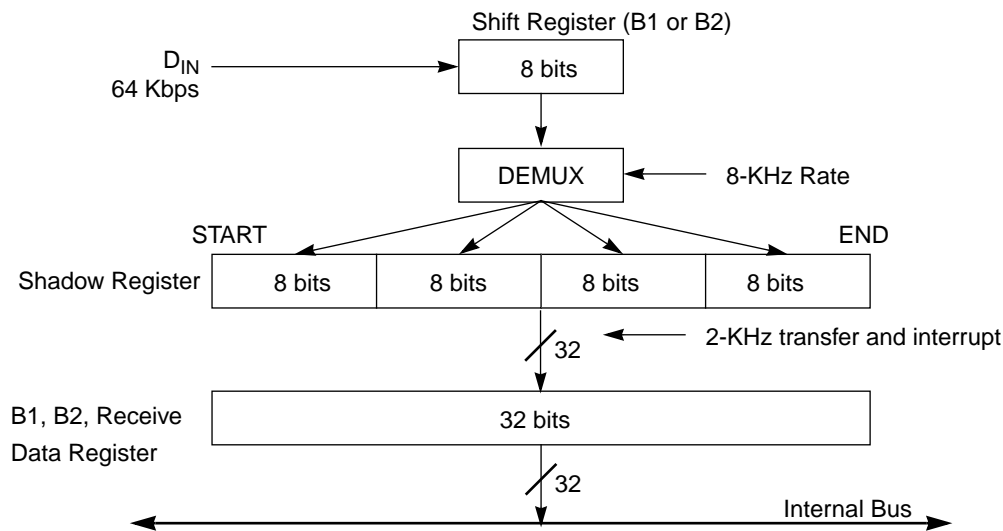 Shift Register (B1 or B2)
D_IN
64 Kbps
8 bits
DEMUX
8-KHz Rate
START
END
Shadow Register
8 bits
8 bits
8 bits
8 bits
2-KHz transfer and interrupt
32
B1, B2, Receive
Data Register
32 bits
32
Internal Bus